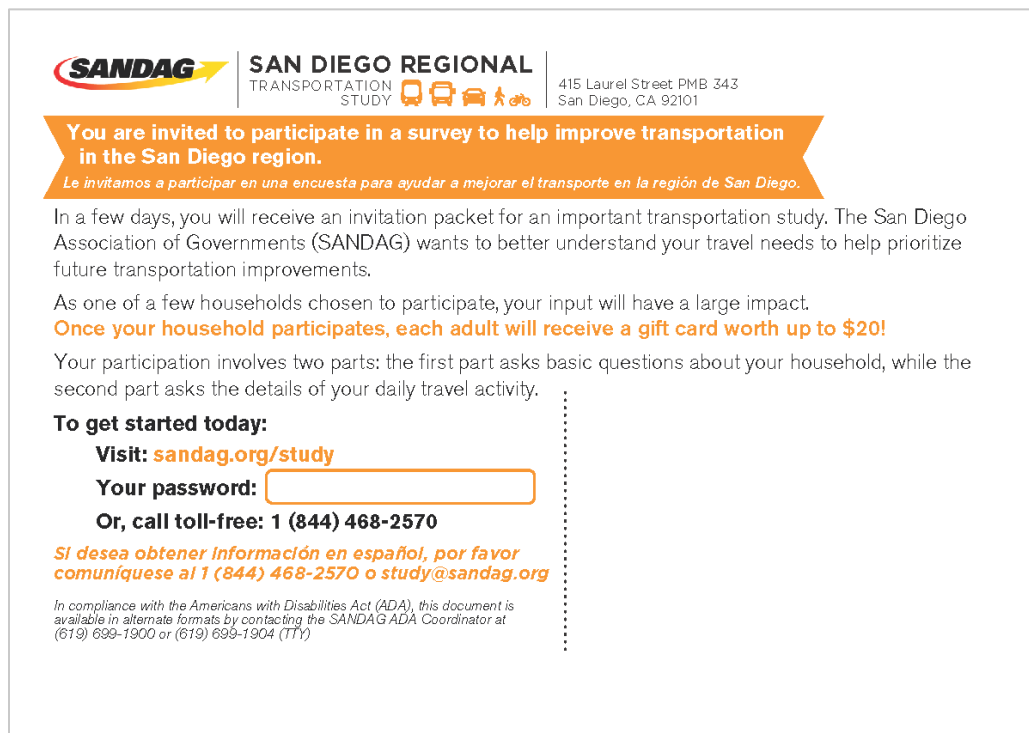 SANDAG
SAN DIEGO REGIONAL
TRANSPORTATION
STUDY
415 Laurel Street PMB 343
San Diego, CA 92101
You are invited to participate in a survey to help improve transportation
in the San Diego region.
Le invitamos a participar en una encuesta para ayudar a mejorar el transporte en la región de San Diego.
In a few days, you will receive an invitation packet for an important transportation study. The San Diego
Association of Governments (SANDAG) wants to better understand your travel needs to help prioritize
future transportation improvements.
As one of a few households chosen to participate, your input will have a large impact.
Once your household participates, each adult will receive a gift card worth up to $20!
Your participation involves two parts: the first part asks basic questions about your household, while the
second part asks the details of your daily travel activity.
To get started today:
Visit: sandag.org/study
Your password:
Or, call toll-free: 1 (844) 468-2570
Si desea obtener información en español, por favor
comuníquese al 1 (844) 468-2570 o study@sandag.org
In compliance with the Americans with Disabilities Act (ADA), this document is
available in alternate formats by contacting the SANDAG ADA Coordinator at
(619) 699-1900 or (619) 699-1904 (TTY)